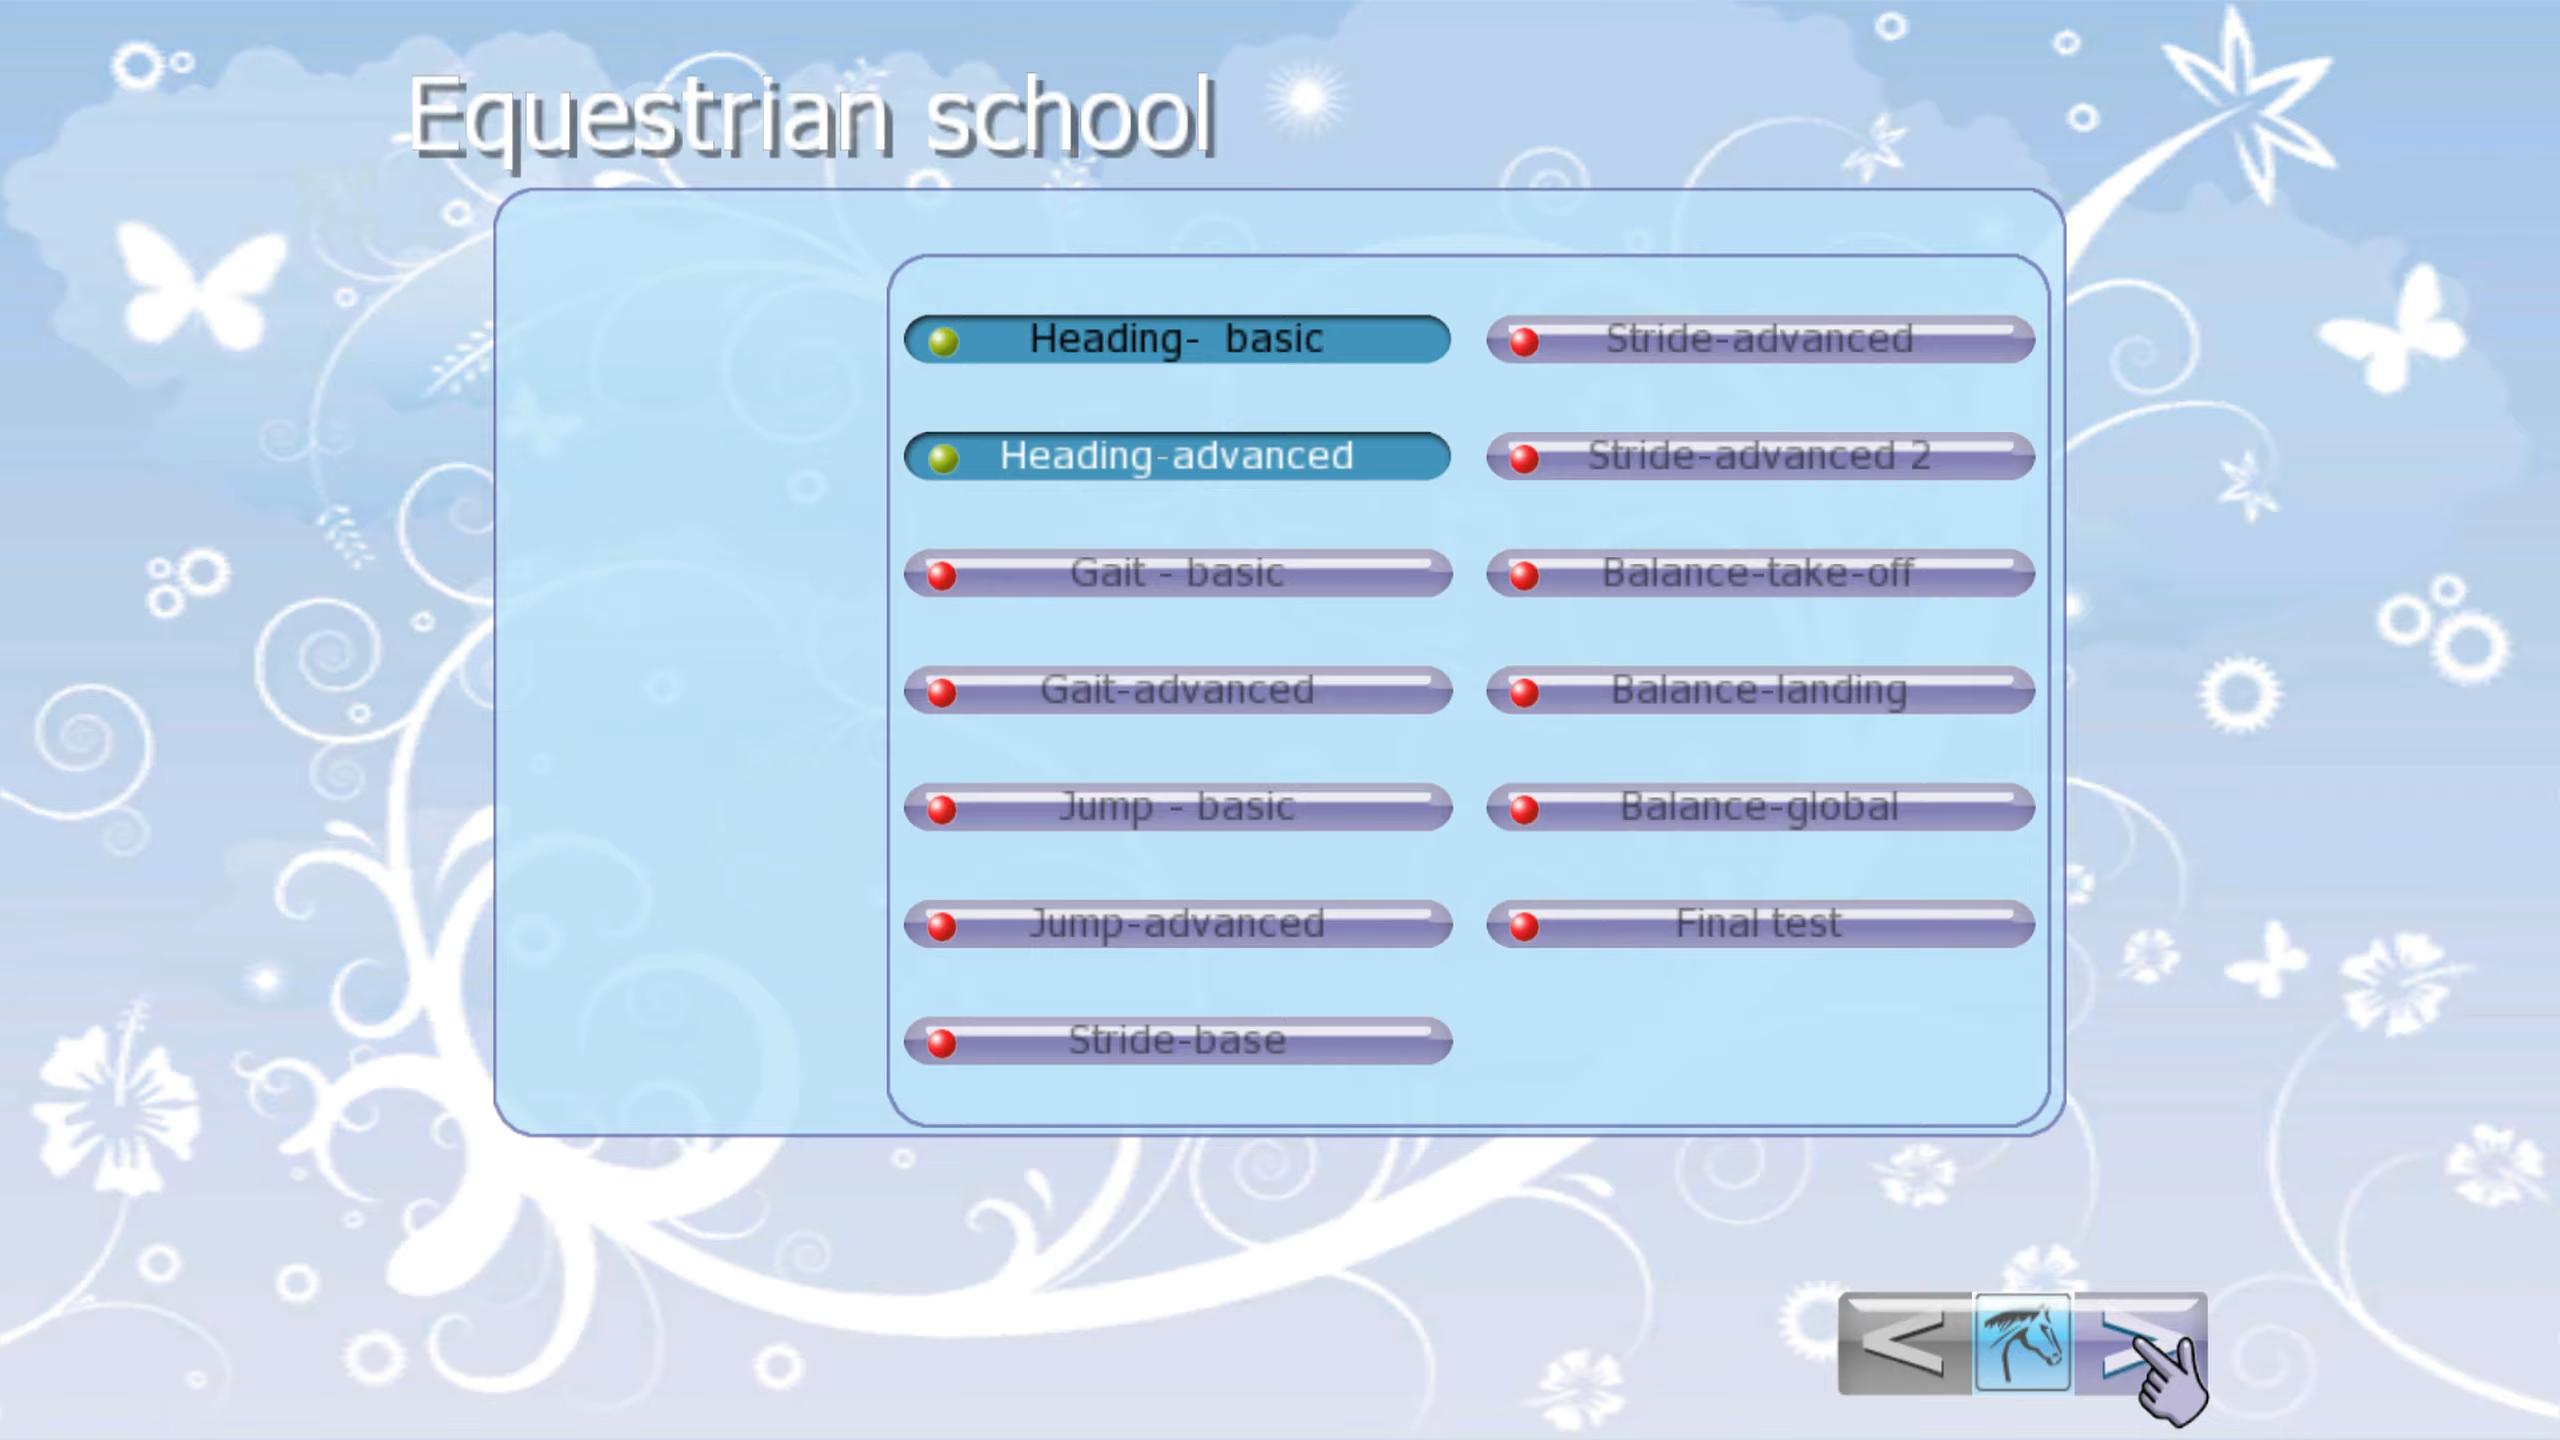 Equestrian school
Heading-  basic
Heading-advanced
Gait - basic
Gait-advanced
Jump - basic
Jump-advanced
Stride-base
Stride-advanced
Stride-advanced 2
Balance-take-off
Balance-landing
Balance-global
Final test